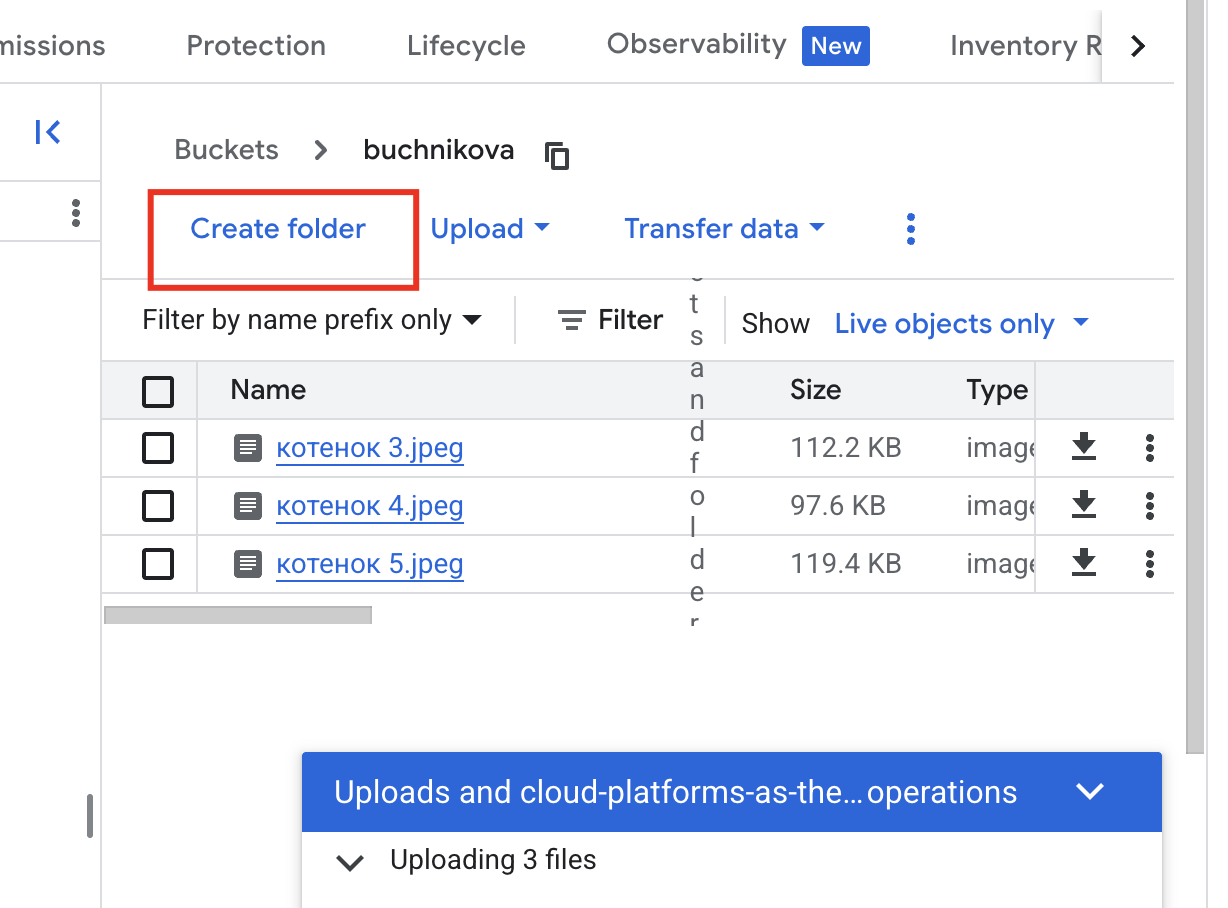 missions Protection Lifecycle Observability New Inventory R
Buckets buchnikova
Create folder Upload Transfer data
Filter by name prefix only Filter Show Live objects only
Name Size Type
котенок 3.jpeg 112.2 KB image
котенок 4.jpeg 97.6 KB image
котенок 5.jpeg 119.4 KB image
t
s
a
n
d
f
o
l
d
e
r
Uploads and cloud-platforms-as-the... operations
Uploading 3 files